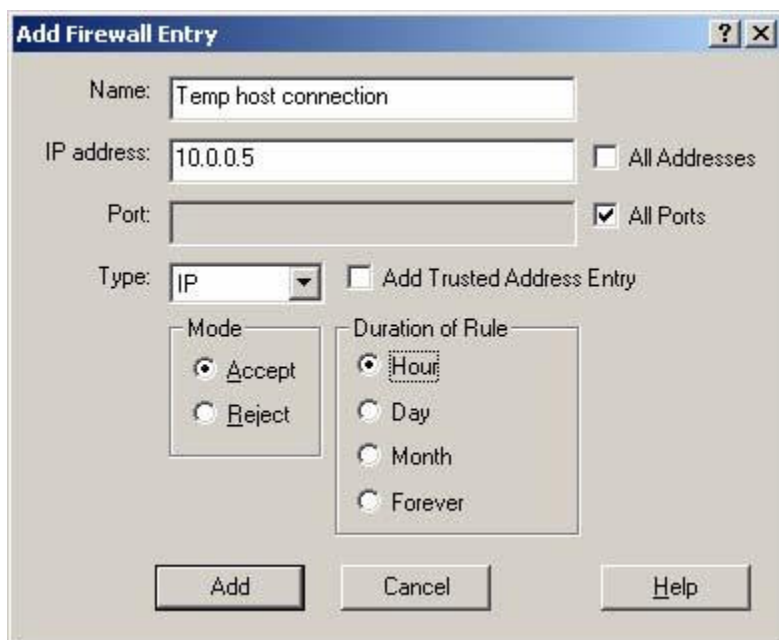 Add Firewall Entry
Name: Temp host connection
IP address: 10.0.0.5 All Addresses
Port: All Ports
Type: IP Add Trusted Address Entry
Mode
Accept
Reject
Duration of Rule
Hour
Day
Month
Forever
Add Cancel Help